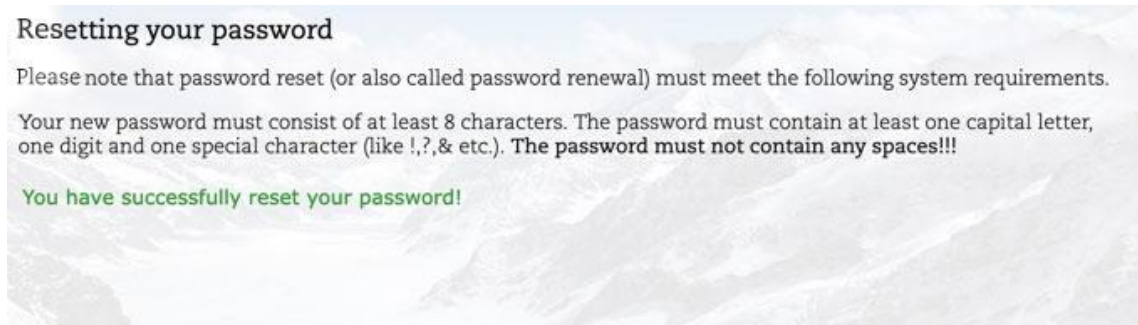 Resetting your password
Please note that password reset (or also called password renewal) must meet the following system requirements.
Your new password must consist of at least 8 characters. The password must contain at least one capital letter,
one digit and one special character (like !,?,& etc.). The password must not contain any spaces!!!
You have successfully reset your password!